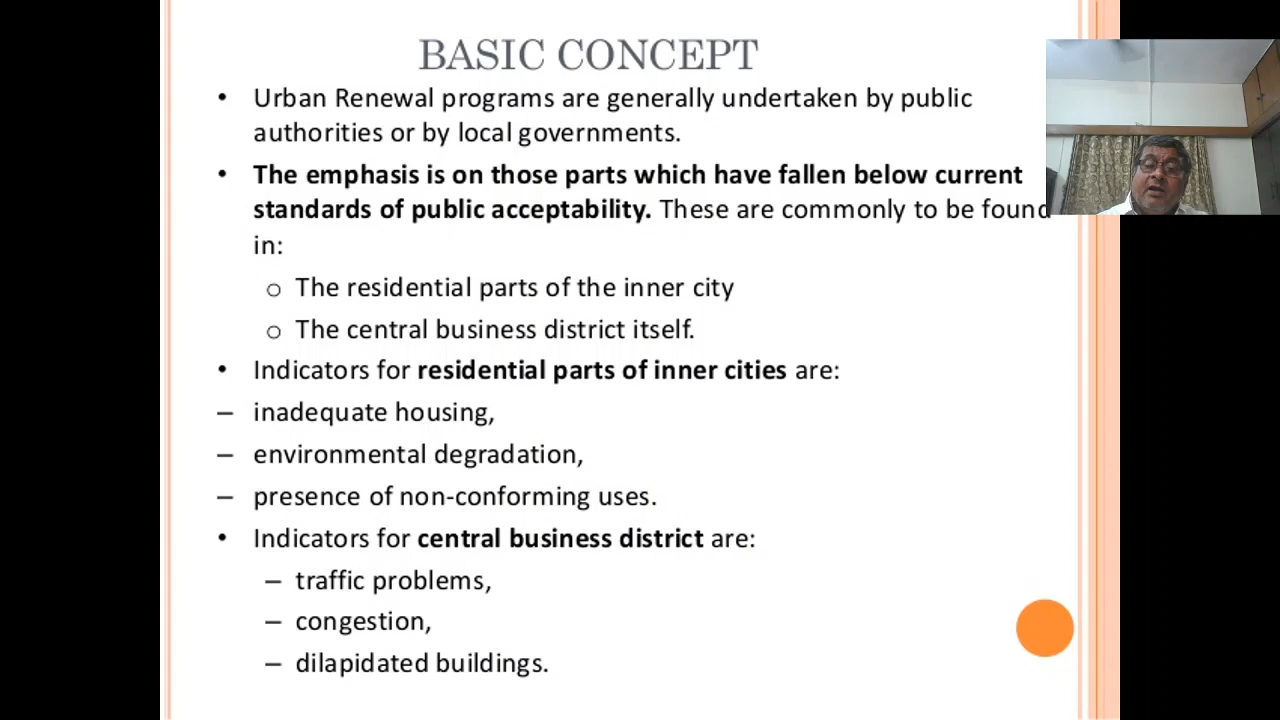 BASIC CONCEPT
• Urban Renewal programs are generally undertaken by public
authorities or by local governments.
• The emphasis is on those parts which have fallen below current
standards of public acceptability. These are commonly to be found
in:
o The residential parts of the inner city
o The central business district itself.
• Indicators for residential parts of inner cities are:
– inadequate housing,
– environmental degradation,
– presence of non-conforming uses.
• Indicators for central business district are:
– traffic problems,
– congestion,
– dilapidated buildings.